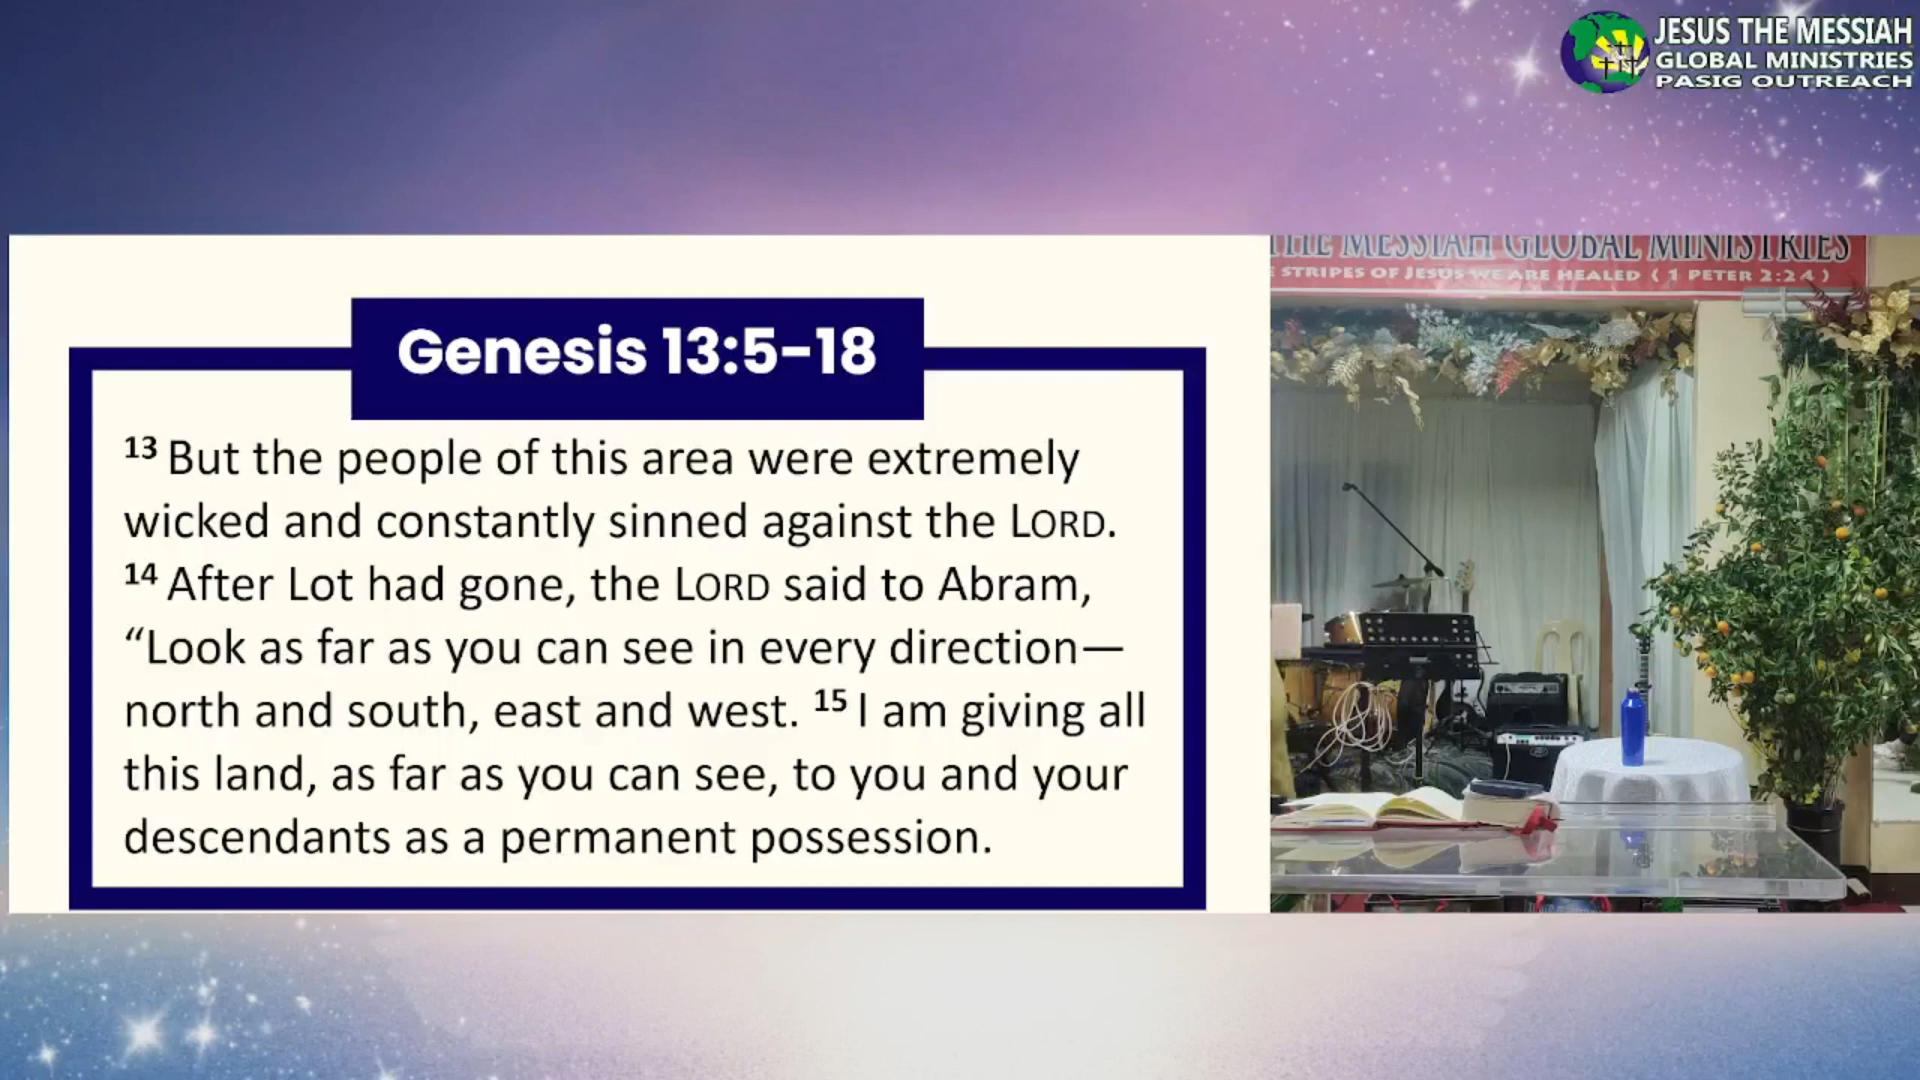 JESUS THE MESSIAH
GLOBAL MINISTRIES
PASIG OUTREACH
THE MESSIAH GLOBAL MINISTRIES
STRIPES OF JESUS WE ARE HEALED ( 1 PETER 2:24 )
Genesis 13:5-18
13 But the people of this area were extremely
wicked and constantly sinned against the LORD.
14 After Lot had gone, the LORD said to Abram,
“Look as far as you can see in every direction—
north and south, east and west. 15 I am giving all
this land, as far as you can see, to you and your
descendants as a permanent possession.